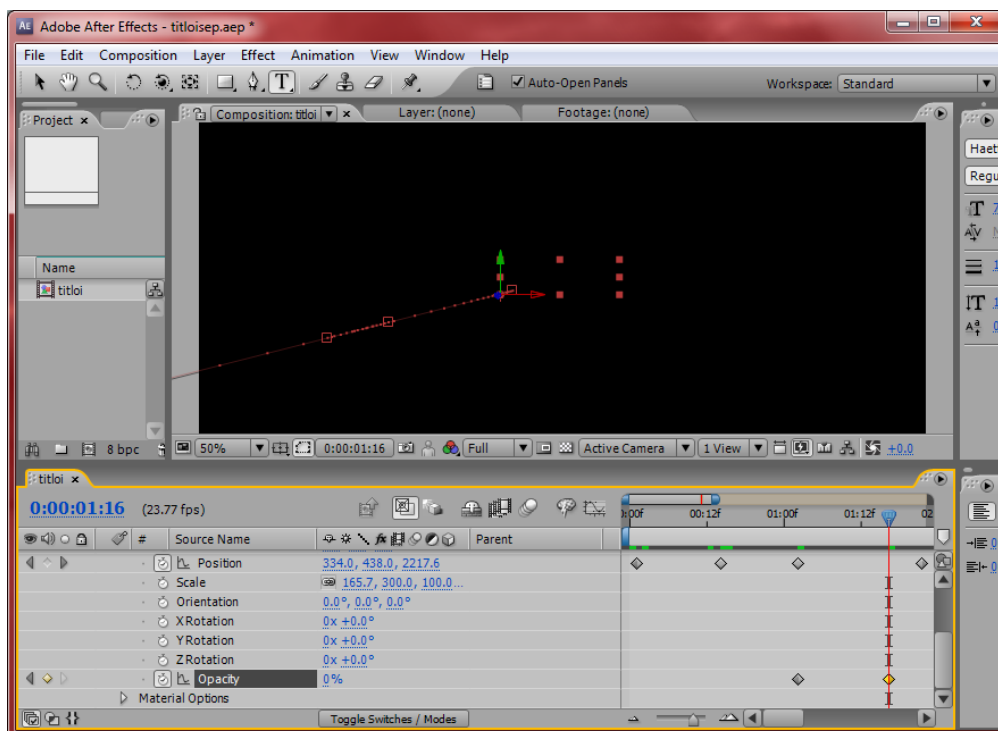 AE Adobe After Effects - titloisep.aep *
File Edit Composition Layer Effect Animation View Window Help
T Auto-Open Panels Workspace: Standard
Project × Composition: titloi × Layer: (none) Footage: (none)
Haet
Regu
Name
titloi
8 bpc 50% 0:00:01:16 Full Active Camera 1 View +0.0
titloi ×
0:00:01:16 (23.77 fps) 00:12f 01:00f 01:12f 02
# Source Name Parent
Position 334.0, 438.0, 2217.6
Scale 165.7, 300.0, 100.0...
Orientation 0.0°, 0.0°, 0.0°
X Rotation 0x +0.0°
Y Rotation 0x +0.0°
Z Rotation 0x +0.0°
Opacity 0%
Material Options
Toggle Switches / Modes